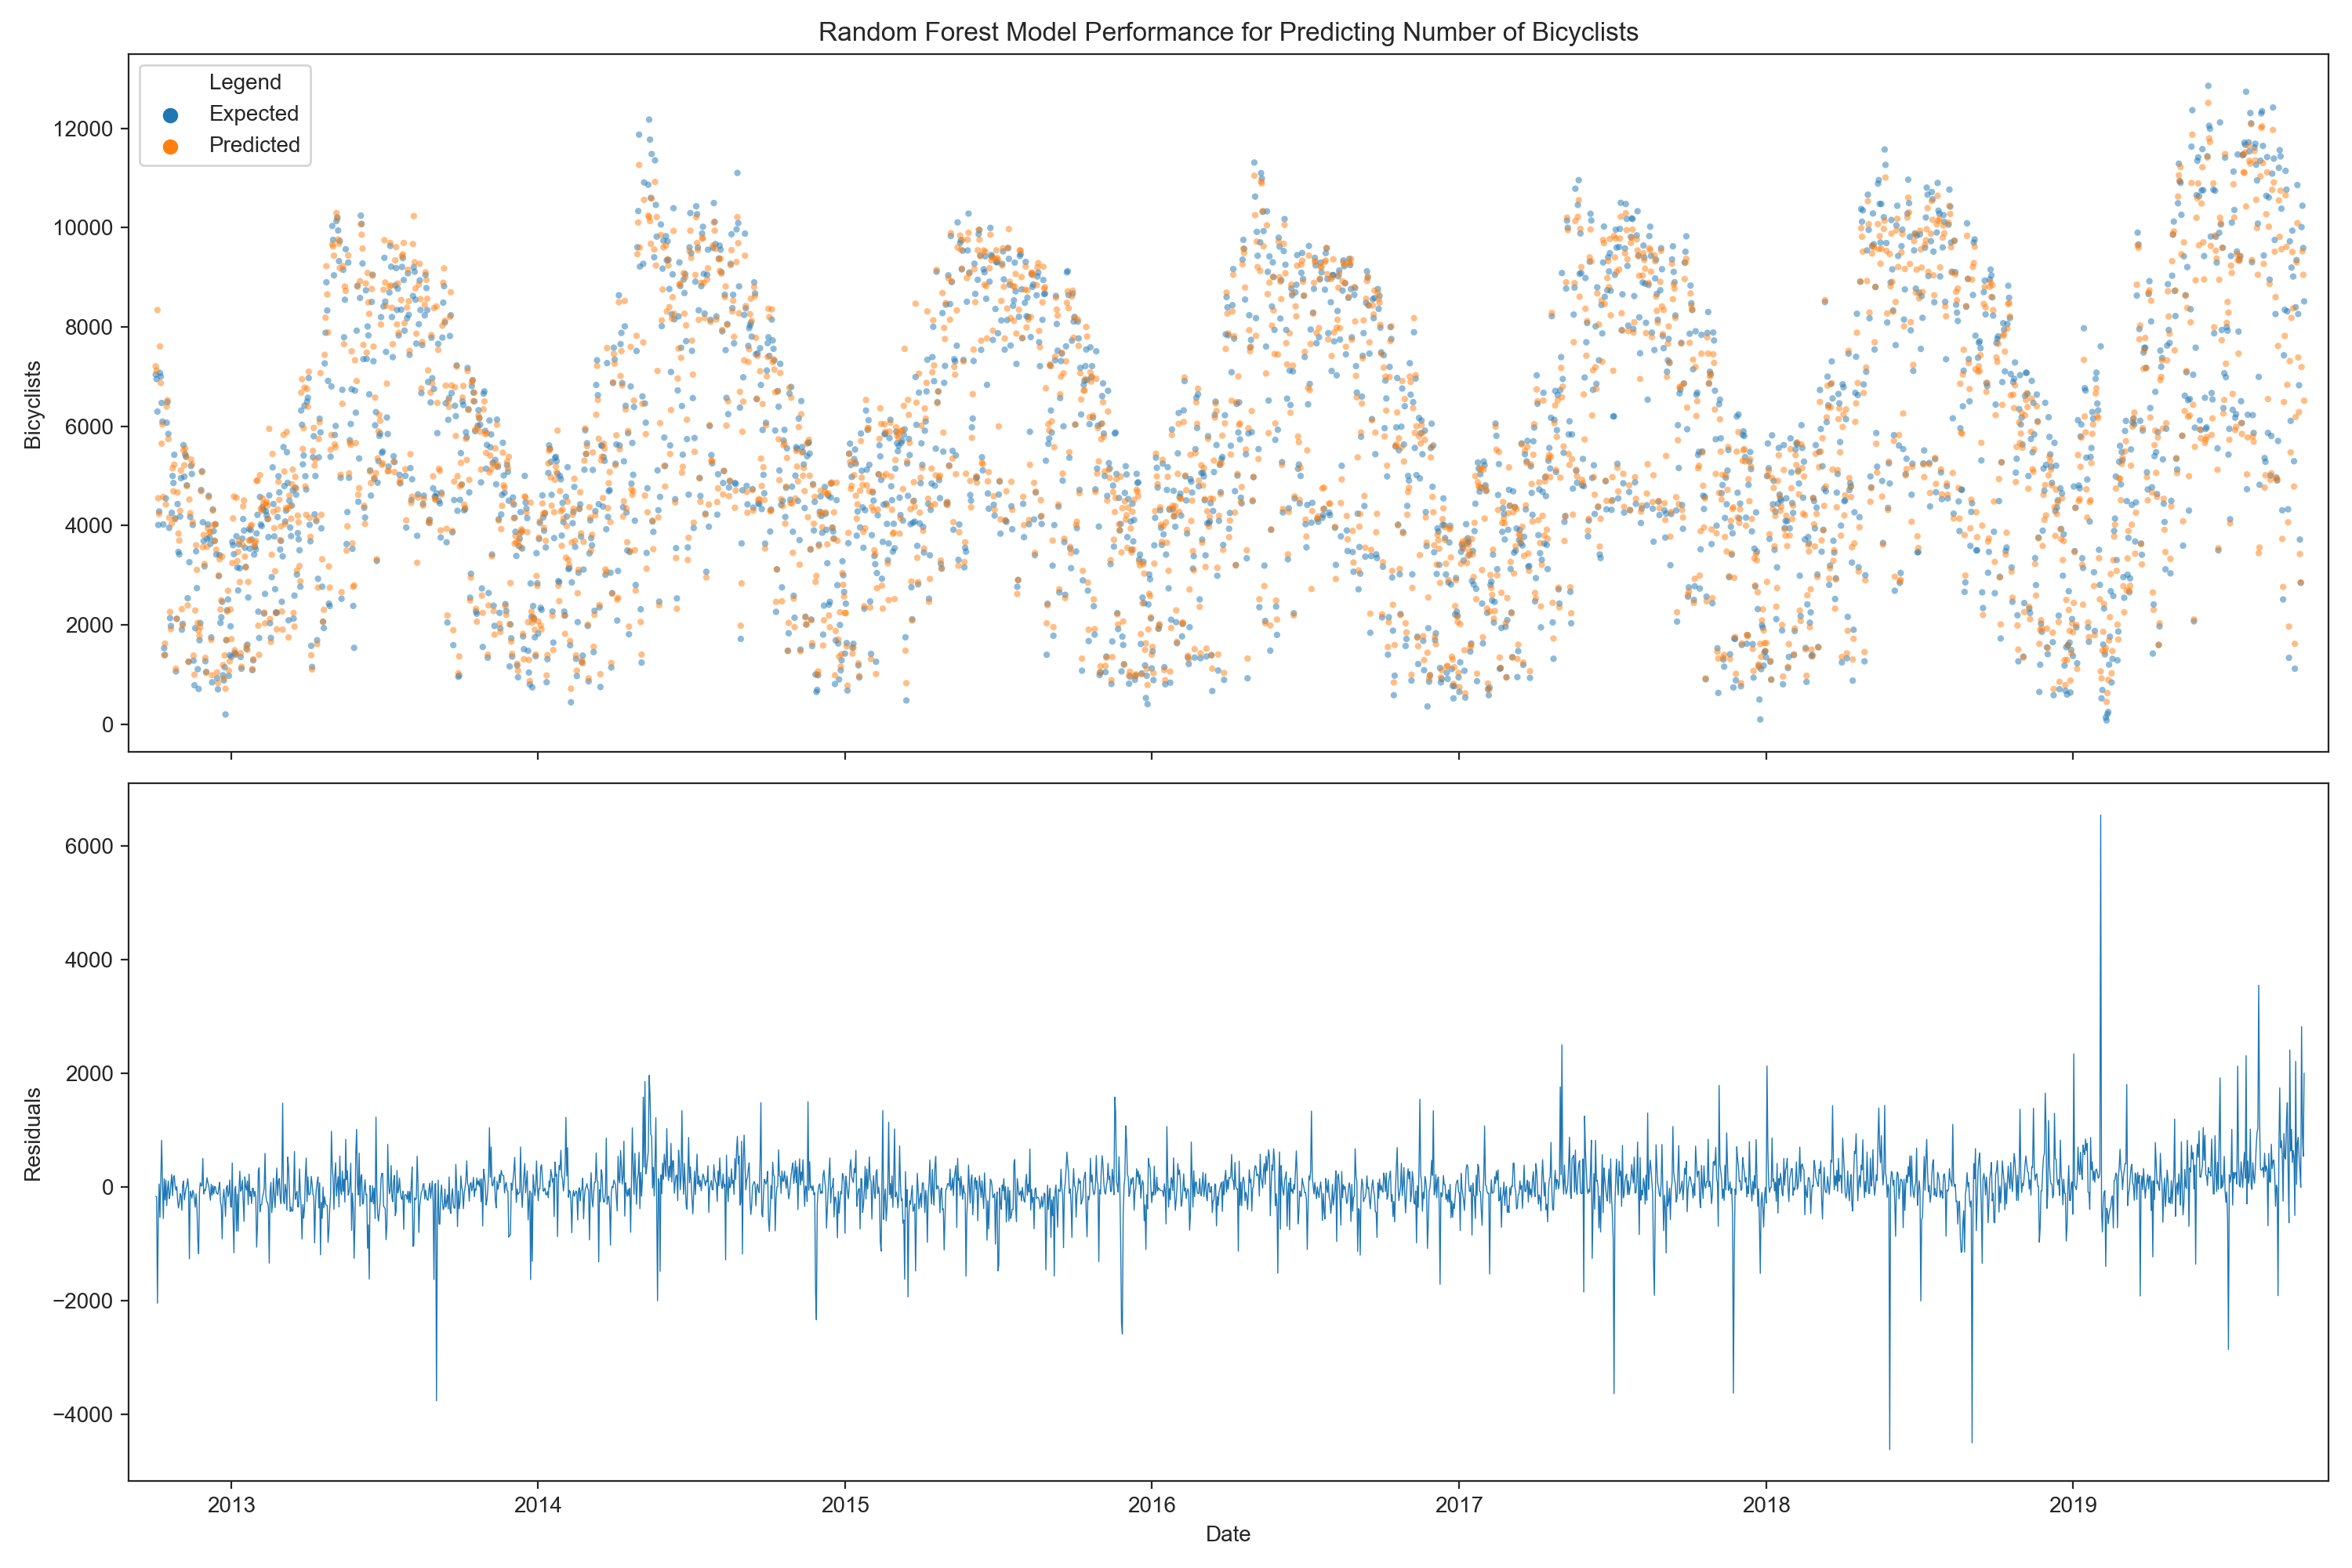 Random Forest Model Performance for Predicting Number of Bicyclists
Legend
Expected
Predicted
12000
10000
8000
6000
4000
2000
0
Bicyclists
6000
4000
2000
0
−2000
−4000
Residuals
2013 2014 2015 2016 2017 2018 2019
Date